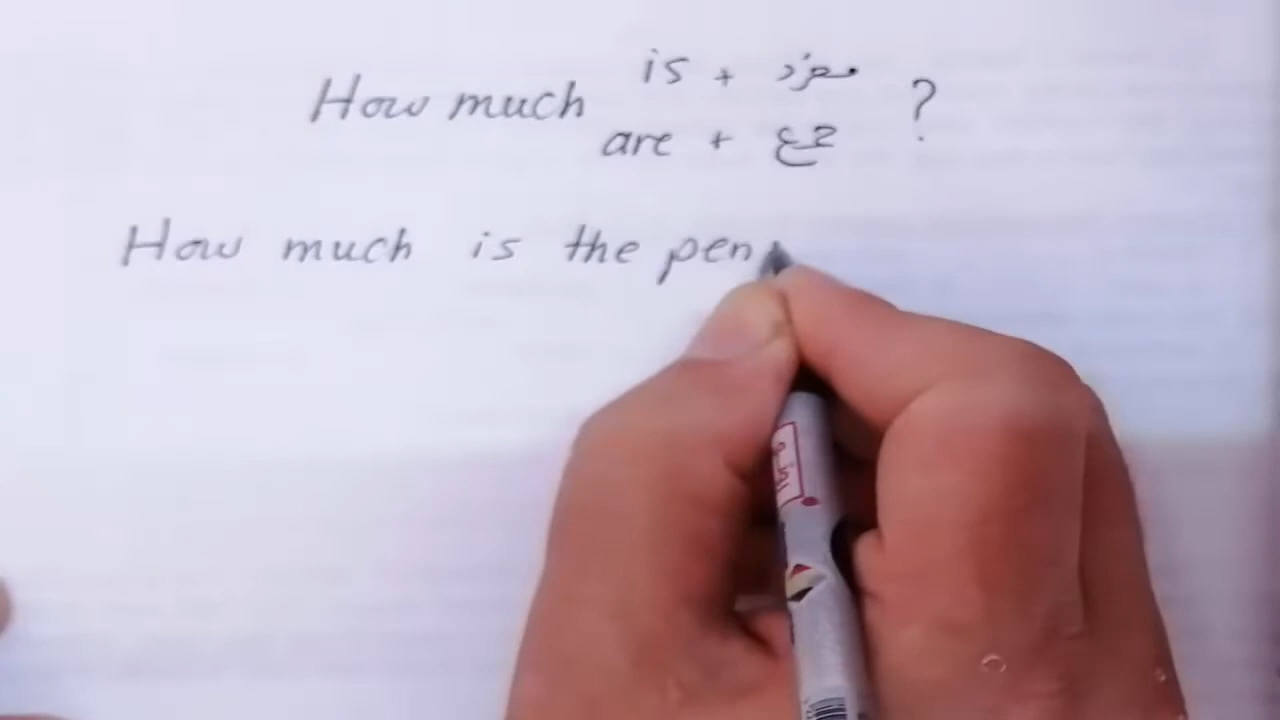 How much is + مفرد ?
are + جمع
How much is the pen